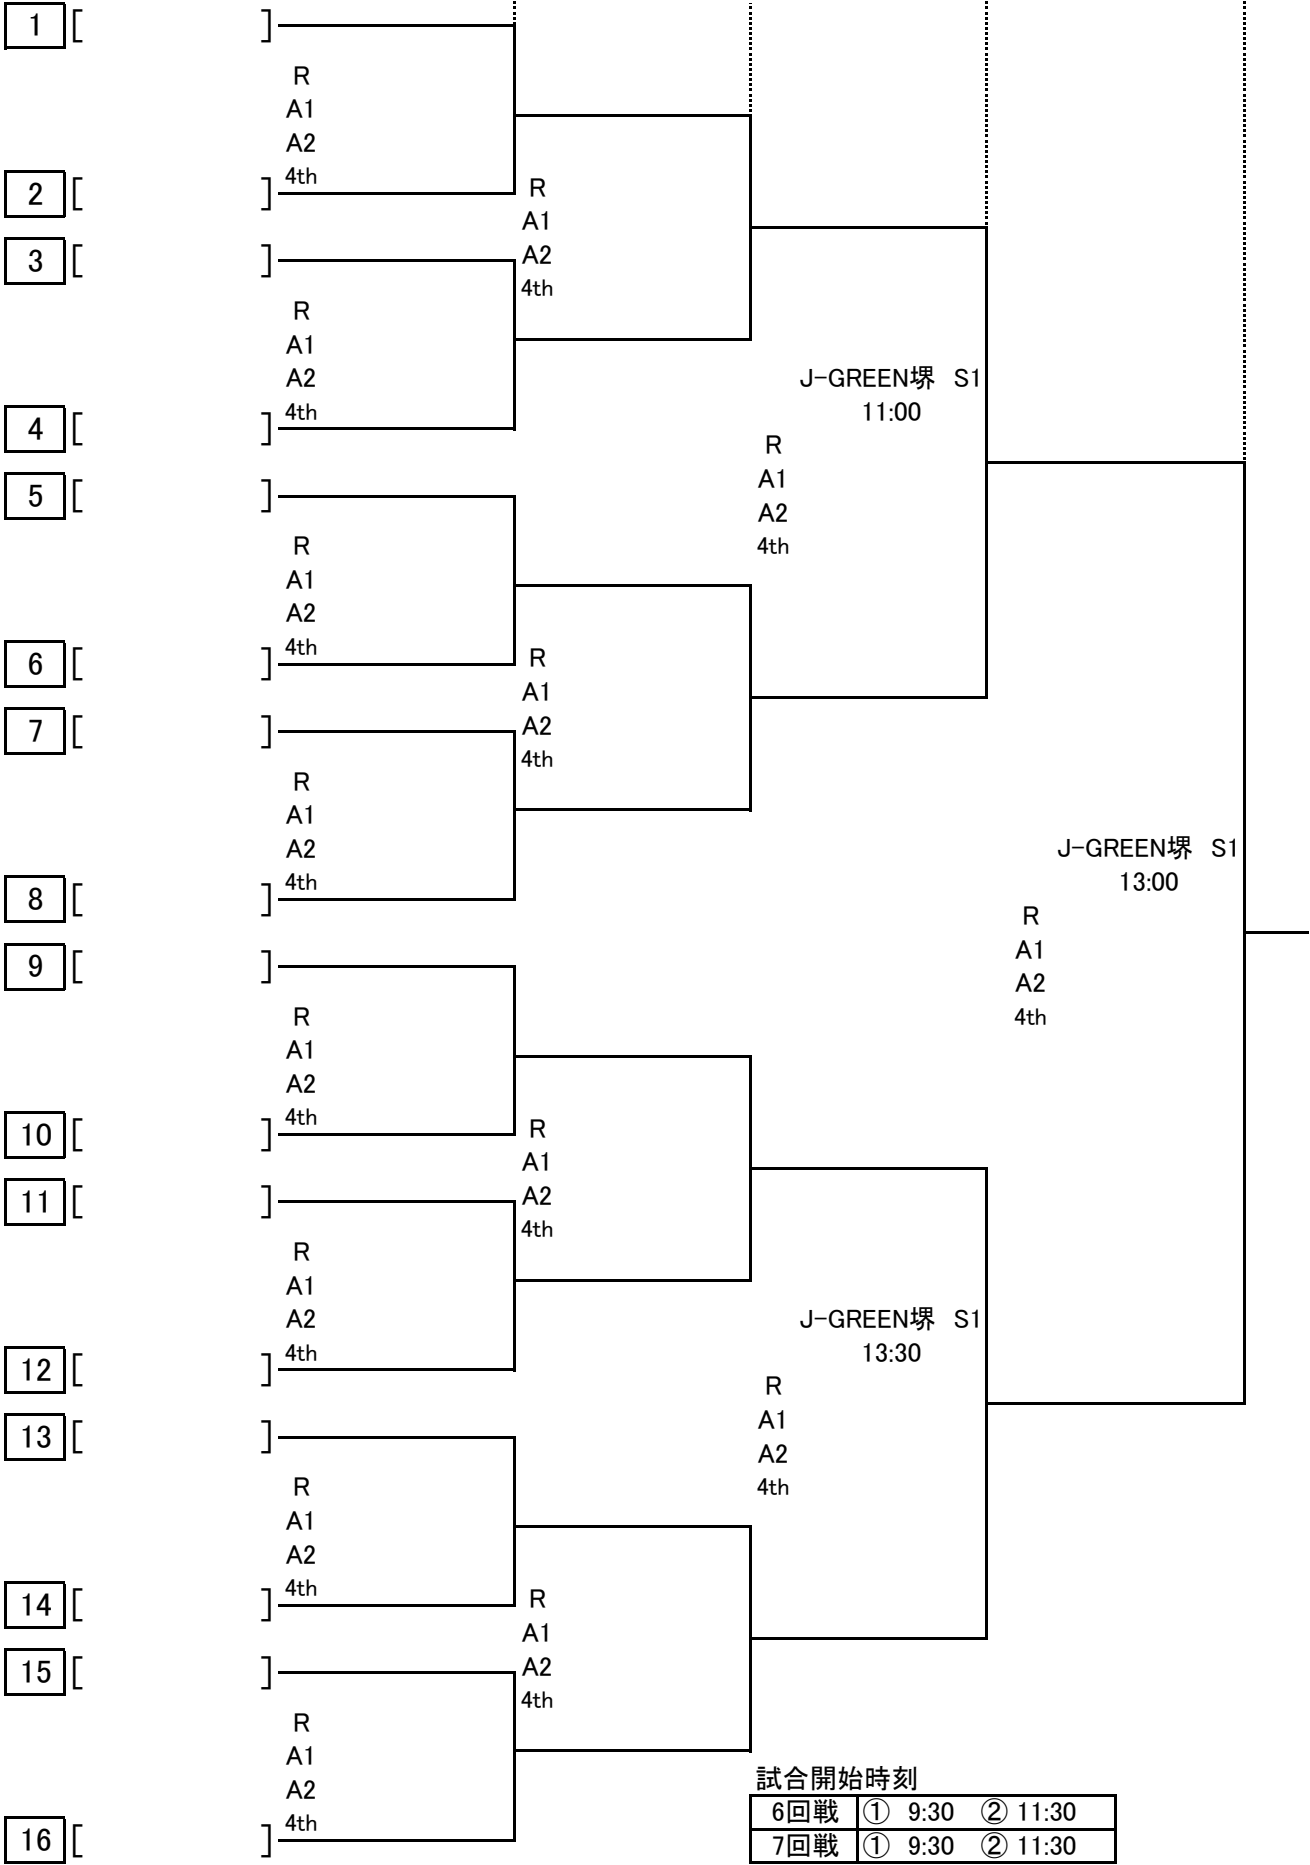 1 [ ]
R
A1
A2
4th
2 [ ]
R
A1
A2
4th
3 [ ]
R
A1
A2
4th
4 [ ]
J-GREEN堺 S1
11:00
R
A1
A2
4th
5 [ ]
R
A1
A2
4th
6 [ ]
R
A1
A2
4th
7 [ ]
R
A1
A2
4th
8 [ ]
J-GREEN堺 S1
13:00
R
A1
A2
4th
9 [ ]
R
A1
A2
4th
10 [ ]
R
A1
A2
4th
11 [ ]
R
A1
A2
4th
12 [ ]
J-GREEN堺 S1
13:30
R
A1
A2
4th
13 [ ]
R
A1
A2
4th
14 [ ]
R
A1
A2
4th
15 [ ]
R
A1
A2
4th
16 [ ]
試合開始時刻
6回戦 ① 9:30 ② 11:30
7回戦 ① 9:30 ② 11:30